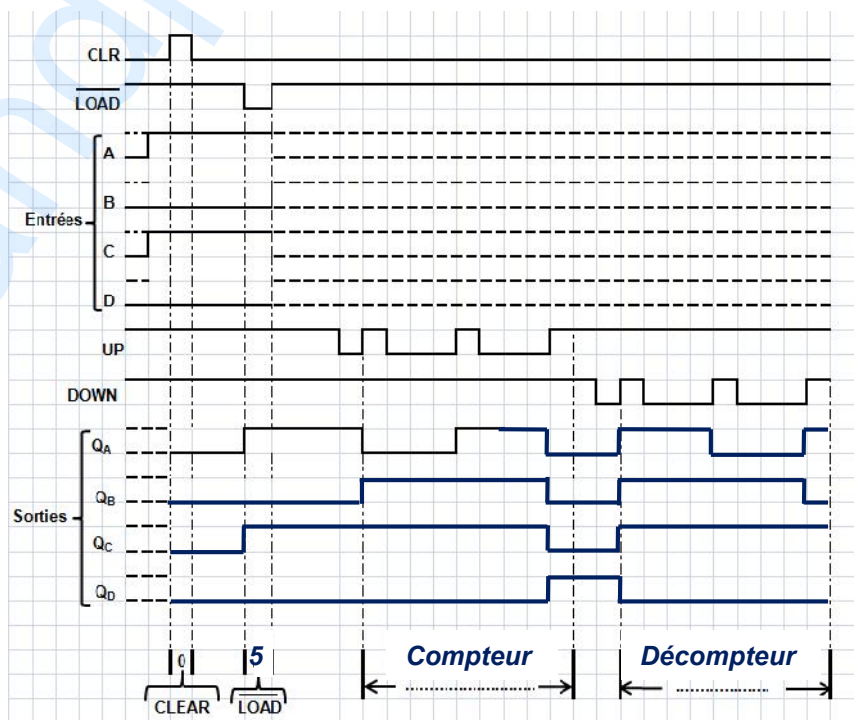 CLR
LOAD
A
B
Entrées
C
D
UP
DOWN
QA
QB
Sorties
QC
QD
0 5 Compteur Décompteur
CLEAR LOAD